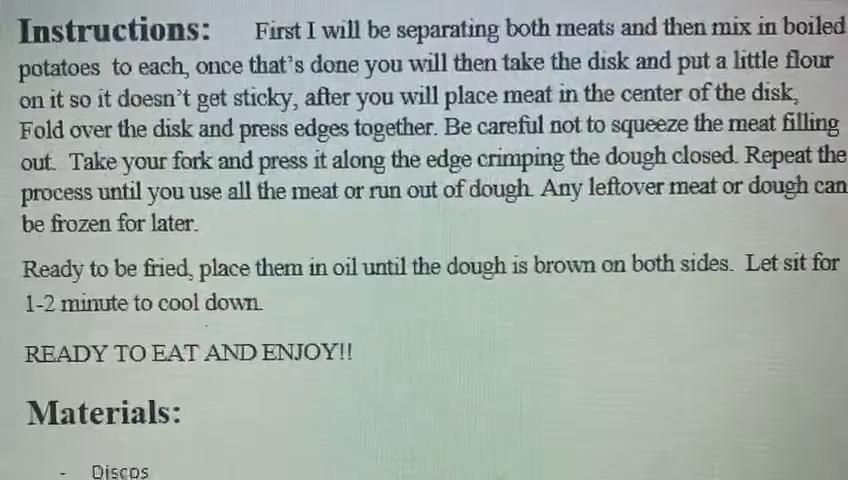 Instructions: First I will be separating both meats and then mix in boiled
potatoes to each, once that's done you will then take the disk and put a little flour
on it so it doesn't get sticky, after you will place meat in the center of the disk,
Fold over the disk and press edges together. Be careful not to squeeze the meat filling
out. Take your fork and press it along the edge crimping the dough closed. Repeat the
process until you use all the meat or run out of dough. Any leftover meat or dough can
be frozen for later.
Ready to be fried, place them in oil until the dough is brown on both sides. Let sit for
1-2 minute to cool down.
READY TO EAT AND ENJOY!!
Materials:
- Discos